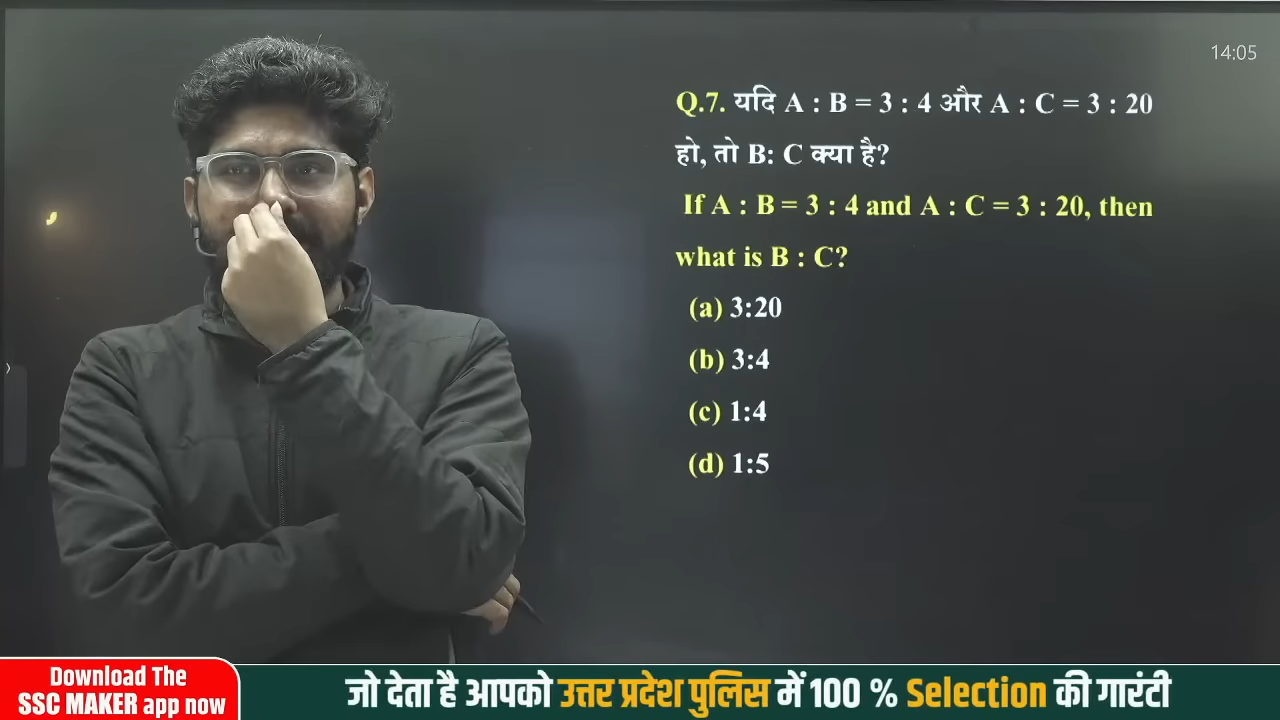 14:05
Q.7. यदि A : B = 3 : 4 और A : C = 3 : 20
हो, तो B: C क्या है?
If A : B = 3 : 4 and A : C = 3 : 20, then
what is B : C?
(a) 3:20
(b) 3:4
(c) 1:4
(d) 1:5
Download The
SSC MAKER app now
जो देता है आपको उत्तर प्रदेश पुलिस में 100 % Selection की गारंटी